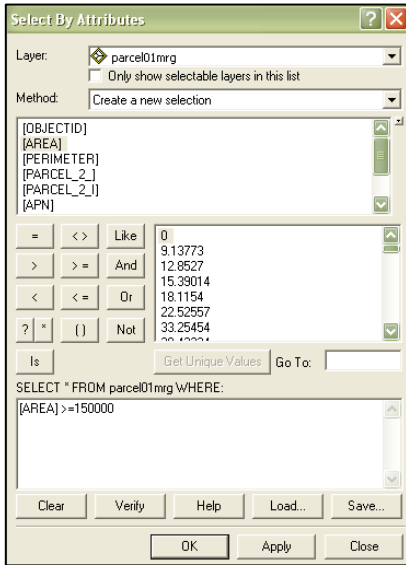 Select By Attributes
Layer: parcel01mrg
Only show selectable layers in this list
Method: Create a new selection
[OBJECTID]
[AREA]
[PERIMETER]
[PARCEL_2_]
[PARCEL_2_I]
[APN]
= < > Like
> > = And
< < = Or
? * ( ) Not
Is
0
9.13773
12.8527
15.39014
18.1154
22.52557
33.25454
Get Unique Values Go To:
SELECT * FROM parcel01mrg WHERE:
[AREA] >=150000
Clear Verify Help Load... Save...
OK Apply Close